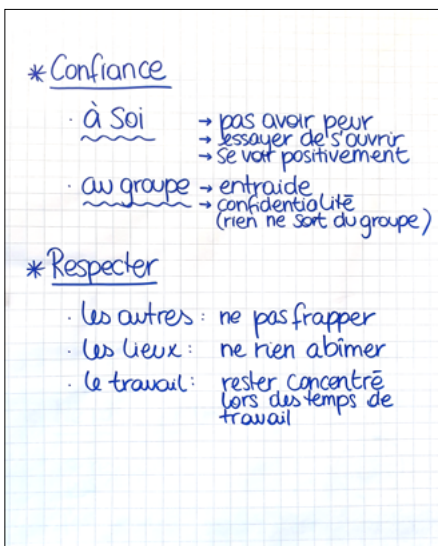 * Confiance
· à Soi → pas avoir peur
→ essayer de s'ouvrir
→ se voir positivement
· au groupe → entraide
→ confidentialité
(rien ne sort du groupe)
* Respecter
· les autres : ne pas frapper
· les lieux : ne rien abîmer
· le travail : rester concentré
lors des temps de
travail